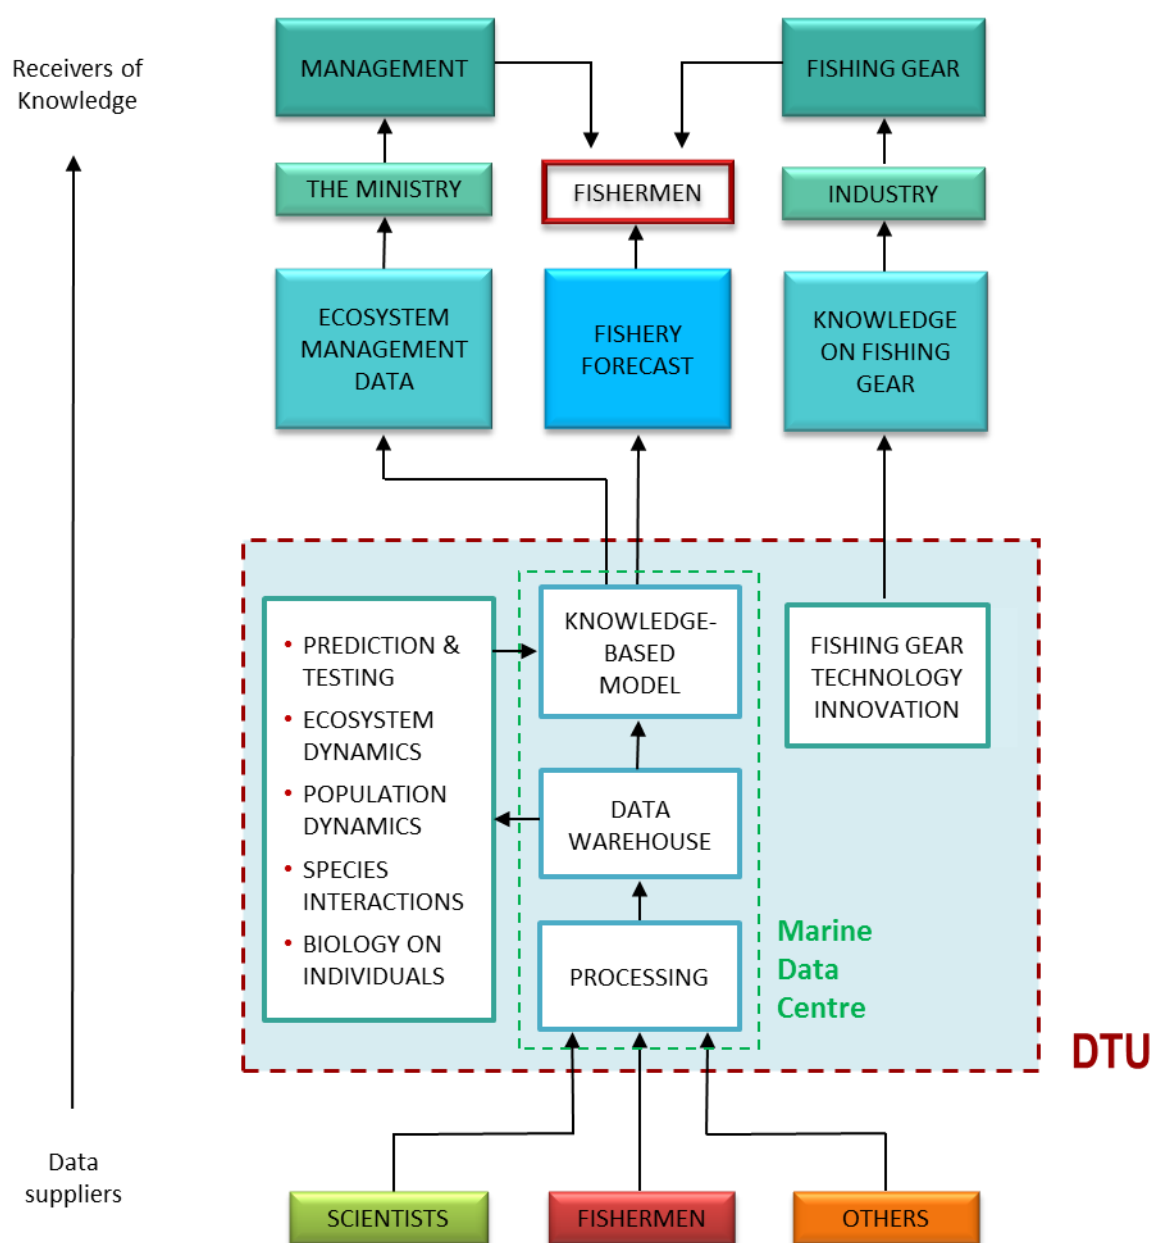 Receivers of
Knowledge
MANAGEMENT
FISHING GEAR
THE MINISTRY
FISHERMEN
INDUSTRY
ECOSYSTEM
MANAGEMENT
DATA
FISHERY
FORECAST
KNOWLEDGE
ON FISHING
GEAR
• PREDICTION &
TESTING
• ECOSYSTEM
DYNAMICS
• POPULATION
DYNAMICS
• SPECIES
INTERACTIONS
• BIOLOGY ON
INDIVIDUALS
KNOWLEDGE-
BASED
MODEL
DATA
WAREHOUSE
PROCESSING
FISHING GEAR
TECHNOLOGY
INNOVATION
Marine
Data
Centre
DTU
Data
suppliers
SCIENTISTS
FISHERMEN
OTHERS